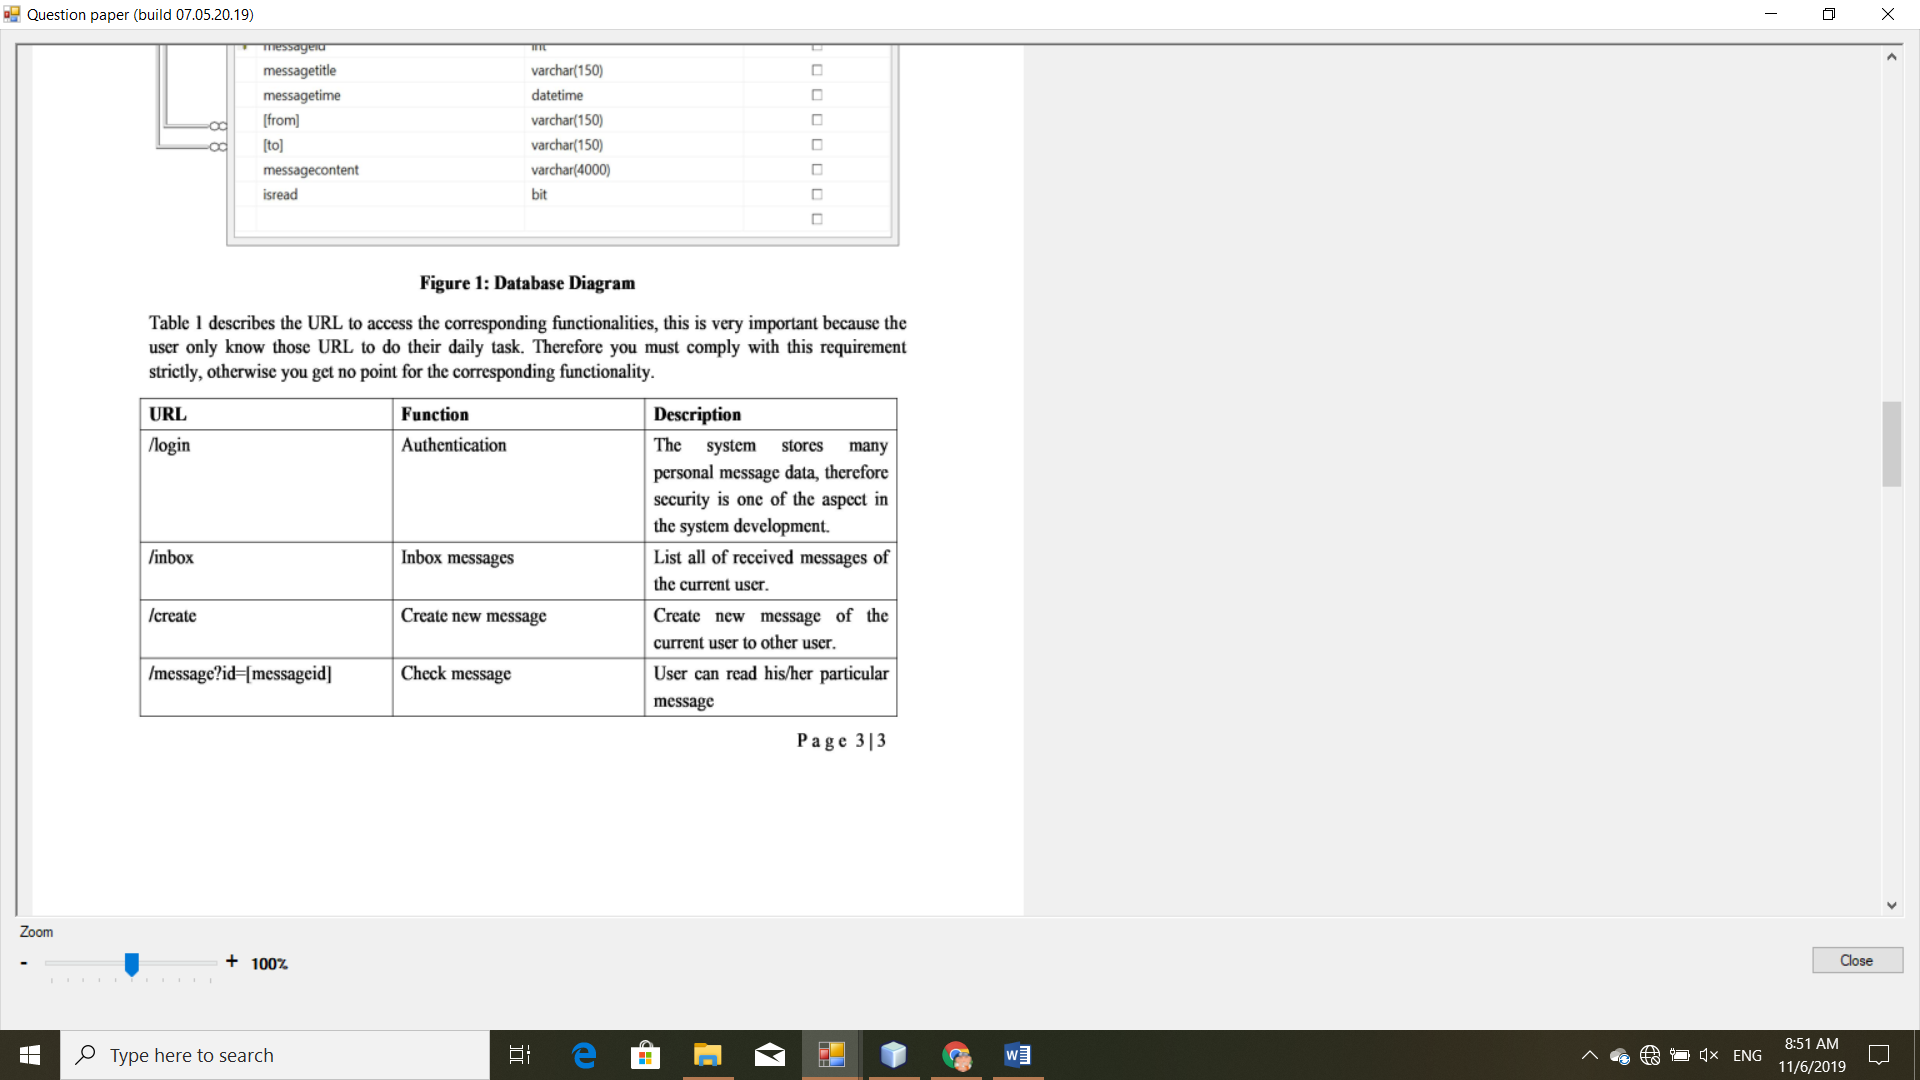 Question paper (build 07.05.20.19)
messageid int
messagetitle varchar(150)
messagetime datetime
[from] varchar(150)
[to] varchar(150)
messagecontent varchar(4000)
isread bit
Figure 1: Database Diagram
Table 1 describes the URL to access the corresponding functionalities, this is very important because the
user only know those URL to do their daily task. Therefore you must comply with this requirement
strictly, otherwise you get no point for the corresponding functionality.
URL Function Description
/login Authentication The system stores many
personal message data, therefore
security is one of the aspect in
the system development.
/inbox Inbox messages List all of received messages of
the current user.
/create Create new message Create new message of the
current user to other user.
/message?id=[messageid] Check message User can read his/her particular
message
Page 3|3
Zoom
- + 100%
Close
Type here to search
ENG
8:51 AM
11/6/2019